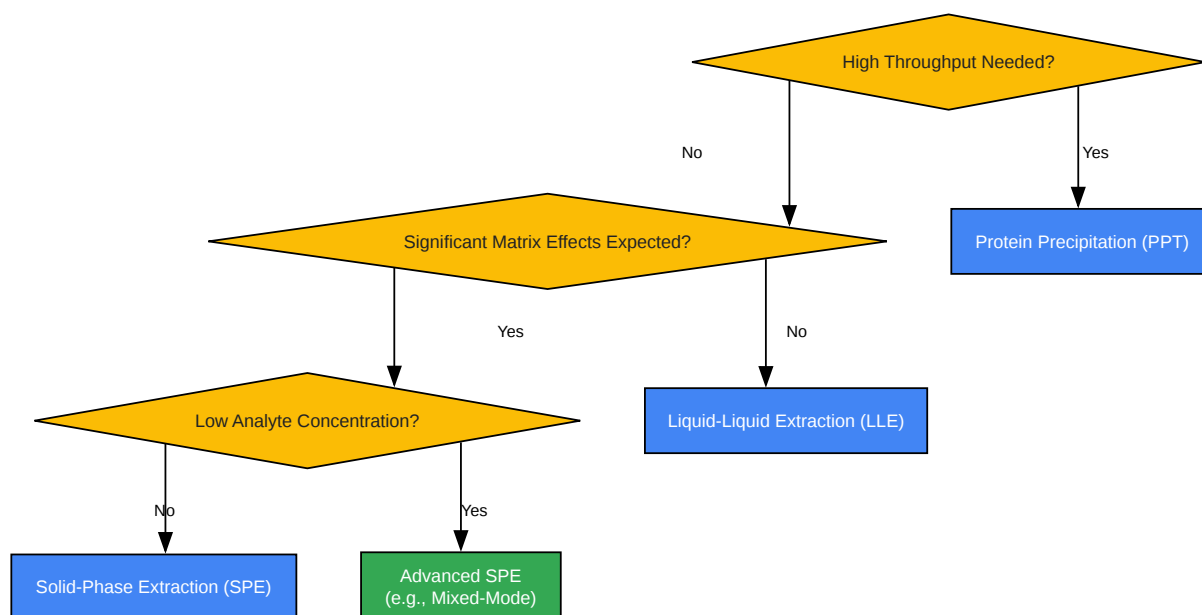 High Throughput Needed?
No
Yes
Significant Matrix Effects Expected?
Protein Precipitation (PPT)
Yes
No
Low Analyte Concentration?
Liquid-Liquid Extraction (LLE)
No
Yes
Solid-Phase Extraction (SPE)
Advanced SPE
(e.g., Mixed-Mode)